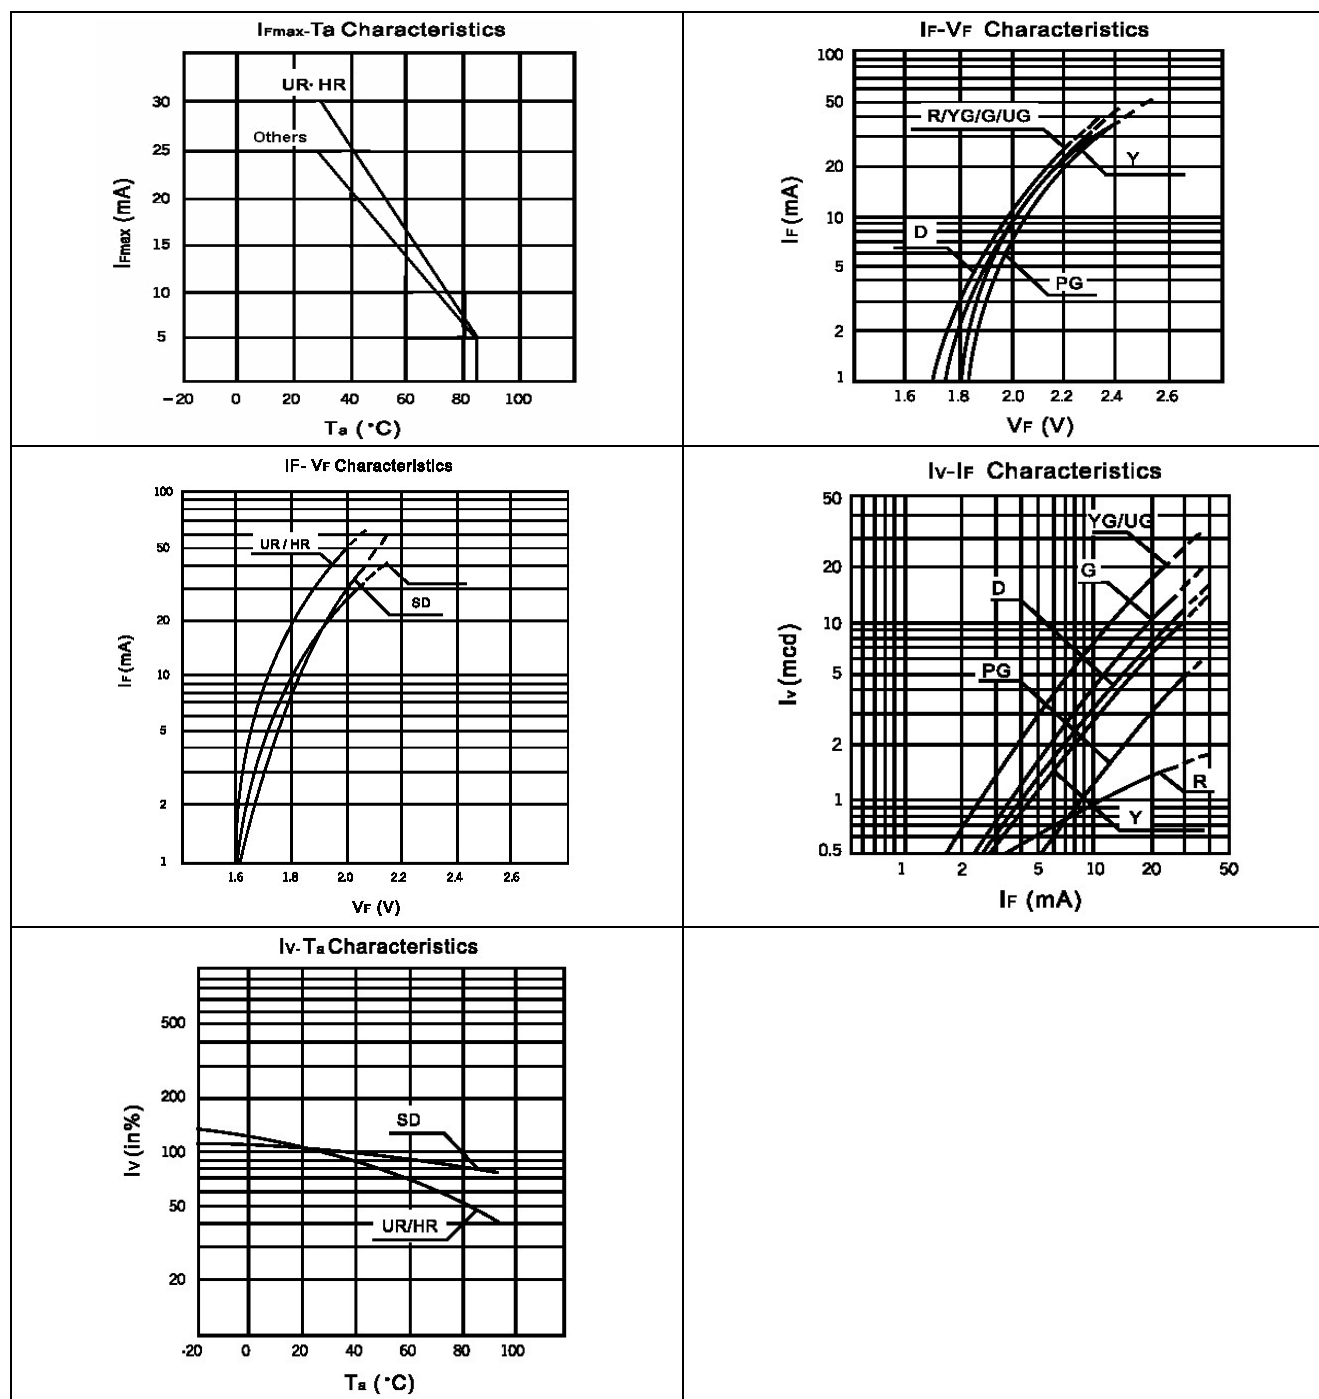 IFmax-Ta Characteristics
UR· HR
Others
30
25
20
15
10
5
IFmax (mA)
−20 0 20 40 60 80 100
Ta (°C)
IF-VF Characteristics
100
50
20
10
5
2
1
IF (mA)
R/YG/G/UG
Y
D
PG
1.6 1.8 2.0 2.2 2.4 2.6
VF (V)
IF- VF Characteristics
100
50
20
10
5
2
1
IF (mA)
UR / HR
SD
1.6 1.8 2.0 2.2 2.4 2.6
VF (V)
Iv-IF Characteristics
50
20
10
5
2
1
0.5
Iv (mcd)
YG/UG
G
D
PG
R
Y
1 2 5 10 20 50
IF (mA)
Iv-Ta Characteristics
500
200
100
50
20
Iv (in%)
SD
UR/HR
-20 0 20 40 60 80 100
Ta (°C)